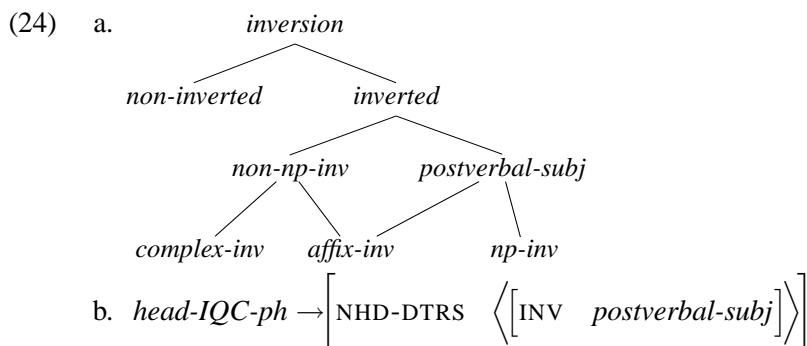 (24) a. inversion
non-inverted inverted
non-np-inv postverbal-subj
complex-inv affix-inv np-inv
b. head-IQC-ph → [NHD-DTRS ⟨[INV postverbal-subj]⟩]